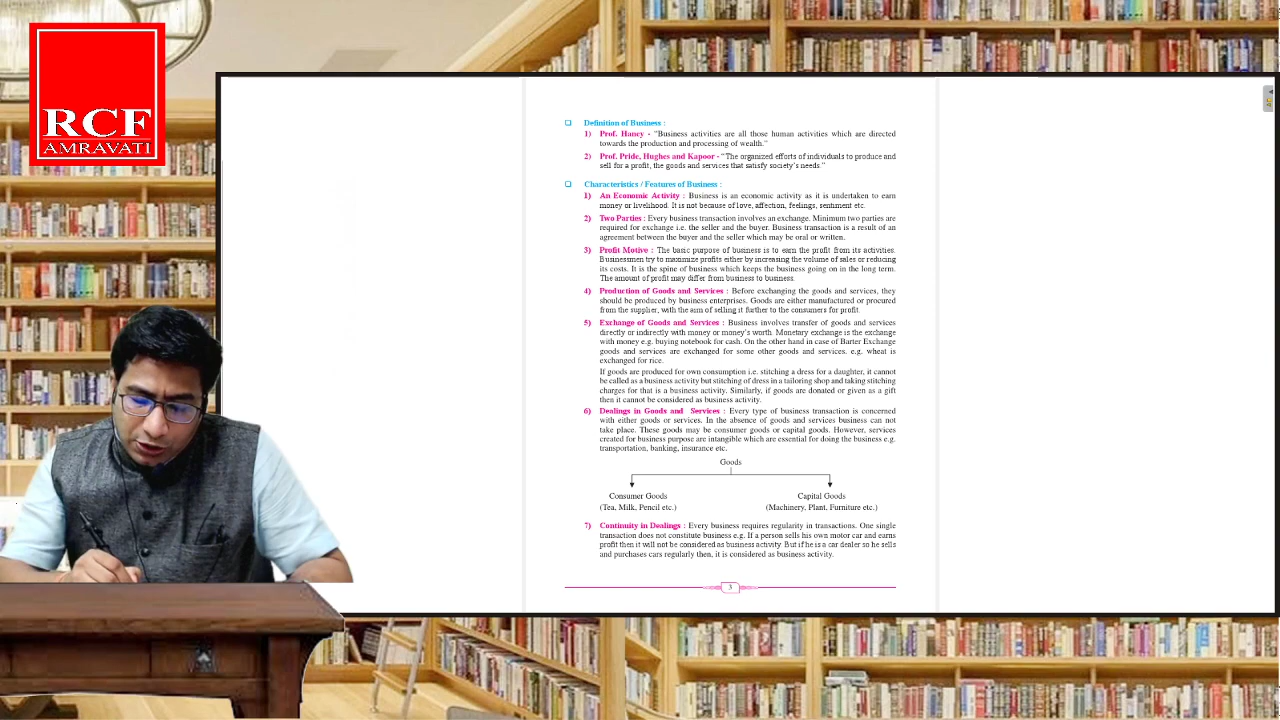 RCF
AMRAVATI
❑ Definition of Business :
1) Prof. Haney - "Business activities are all those human activities which are directed
towards the production and processing of wealth."
2) Prof. Pride, Hughes and Kapoor - "The organized efforts of individuals to produce and
sell for a profit, the goods and services that satisfy society's needs."
❑ Characteristics / Features of Business :
1) An Economic Activity : Business is an economic activity as it is undertaken to earn
money or livelihood. It is not because of love, affection, feelings, sentiment etc.
2) Two Parties : Every business transaction involves an exchange. Minimum two parties are
required for exchange i.e. the seller and the buyer. Business transaction is a result of an
agreement between the buyer and the seller which may be oral or written.
3) Profit Motive : The basic purpose of business is to earn the profit from its activities.
Businessmen try to maximize profits either by increasing the volume of sales or reducing
its costs. It is the spine of business which keeps the business going on in the long term.
The amount of profit may differ from business to business.
4) Production of Goods and Services : Before exchanging the goods and services, they
should be produced by business enterprises. Goods are either manufactured or procured
from the supplier, with the aim of selling it further to the consumers for profit.
5) Exchange of Goods and Services : Business involves transfer of goods and services
directly or indirectly with money or money's worth. Monetary exchange is the exchange
with money e.g. buying notebook for cash. On the other hand in case of Barter Exchange
goods and services are exchanged for some other goods and services. e.g. wheat is
exchanged for rice.
If goods are produced for own consumption i.e. stitching a dress for a daughter, it cannot
be called as a business activity but stitching of dress in a tailoring shop and taking stitching
charges for that is a business activity. Similarly, if goods are donated or given as a gift
then it cannot be considered as business activity.
6) Dealings in Goods and Services : Every type of business transaction is concerned
with either goods or services. In the absence of goods and services business can not
take place. These goods may be consumer goods or capital goods. However, services
created for business purpose are intangible which are essential for doing the business e.g.
transportation, banking, insurance etc.
Goods
Consumer Goods Capital Goods
(Tea, Milk, Pencil etc.) (Machinery, Plant, Furniture etc.)
7) Continuity in Dealings : Every business requires regularity in transactions. One single
transaction does not constitute business e.g. If a person sells his own motor car and earns
profit then it will not be considered as business activity. But if he is a car dealer so he sells
and purchases cars regularly then, it is considered as business activity.
3